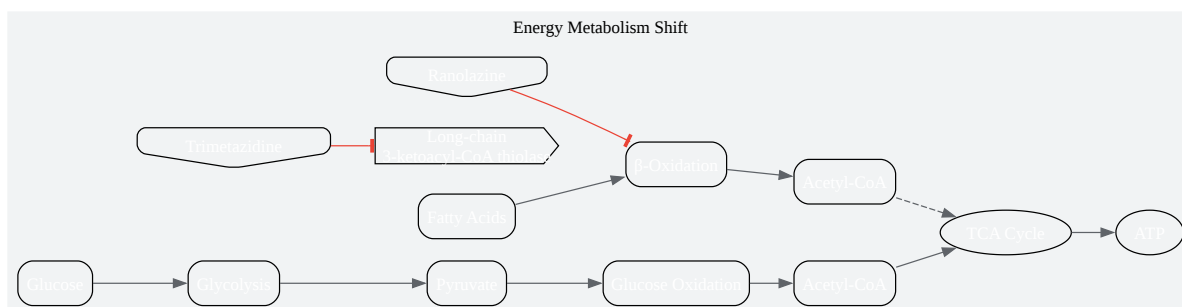 Energy Metabolism Shift
Ranolazine
Trimetazidine
Long-chain
3-ketoacyl-CoA thiolase
β-Oxidation
Acetyl-CoA
Fatty Acids
TCA Cycle
ATP
Glucose
Glycolysis
Pyruvate
Glucose Oxidation
Acetyl-CoA